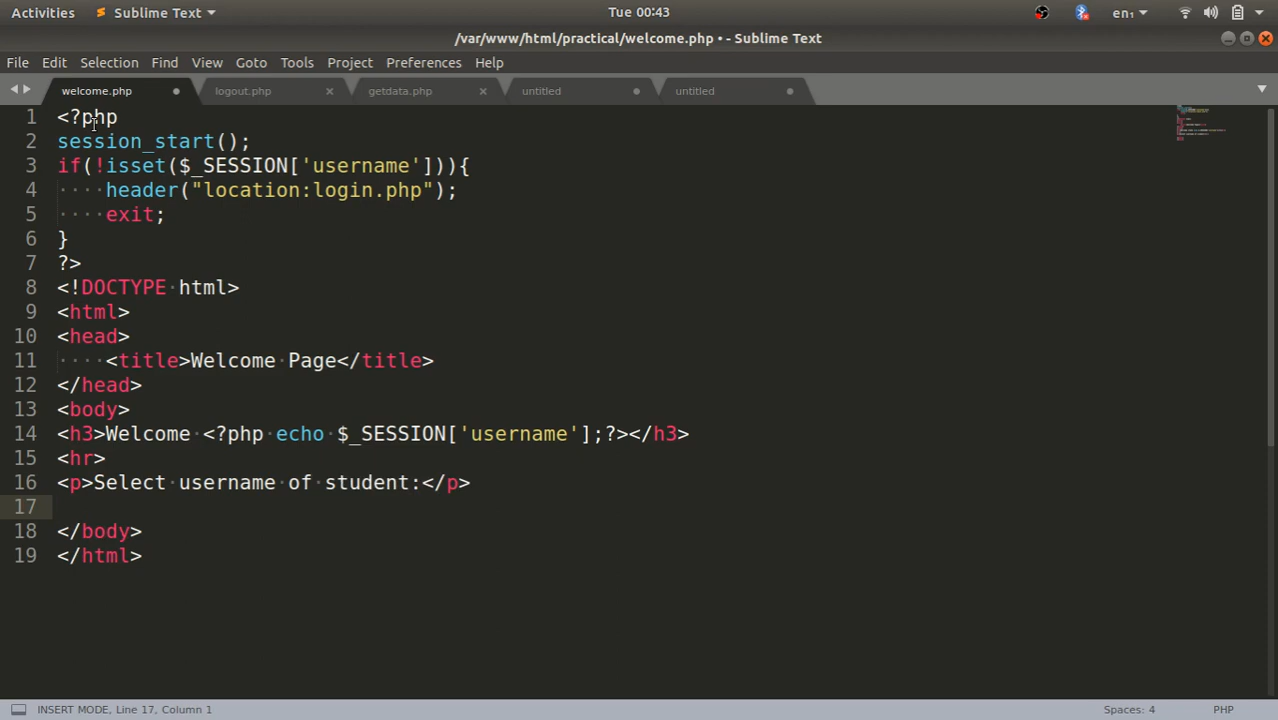 Activities Sublime Text Tue 00:43 en₁
/var/www/html/practical/welcome.php • - Sublime Text
File Edit Selection Find View Goto Tools Project Preferences Help
welcome.php logout.php getdata.php untitled untitled
1 <?php
2 session_start();
3 if(!isset($_SESSION['username'])){
4 ····header("location:login.php");
5 ····exit;
6 }
7 ?>
8 <!DOCTYPE·html>
9 <html>
10 <head>
11 ····<title>Welcome·Page</title>
12 </head>
13 <body>
14 <h3>Welcome·<?php·echo·$_SESSION['username'];?></h3>
15 <hr>
16 <p>Select·username·of·student:</p>
17
18 </body>
19 </html>
INSERT MODE, Line 17, Column 1 Spaces: 4 PHP